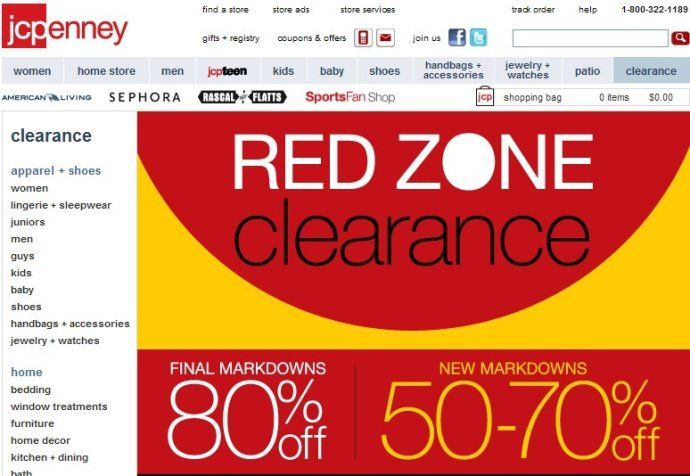 jcpenney
find a store store ads store services track order help 1-800-322-1189
gifts + registry coupons & offers join us
women home store men jcpteen kids baby shoes handbags + accessories jewelry + watches patio clearance
AMERICAN LIVING SEPHORA RASCAL FLATTS SportsFan Shop jcp shopping bag 0 items $0.00
clearance
apparel + shoes
women
lingerie + sleepwear
juniors
men
guys
kids
baby
shoes
handbags + accessories
jewelry + watches
home
bedding
window treatments
furniture
home decor
kitchen + dining
bath
RED ZONE
clearance
FINAL MARKDOWNS
80% off
NEW MARKDOWNS
50-70% off